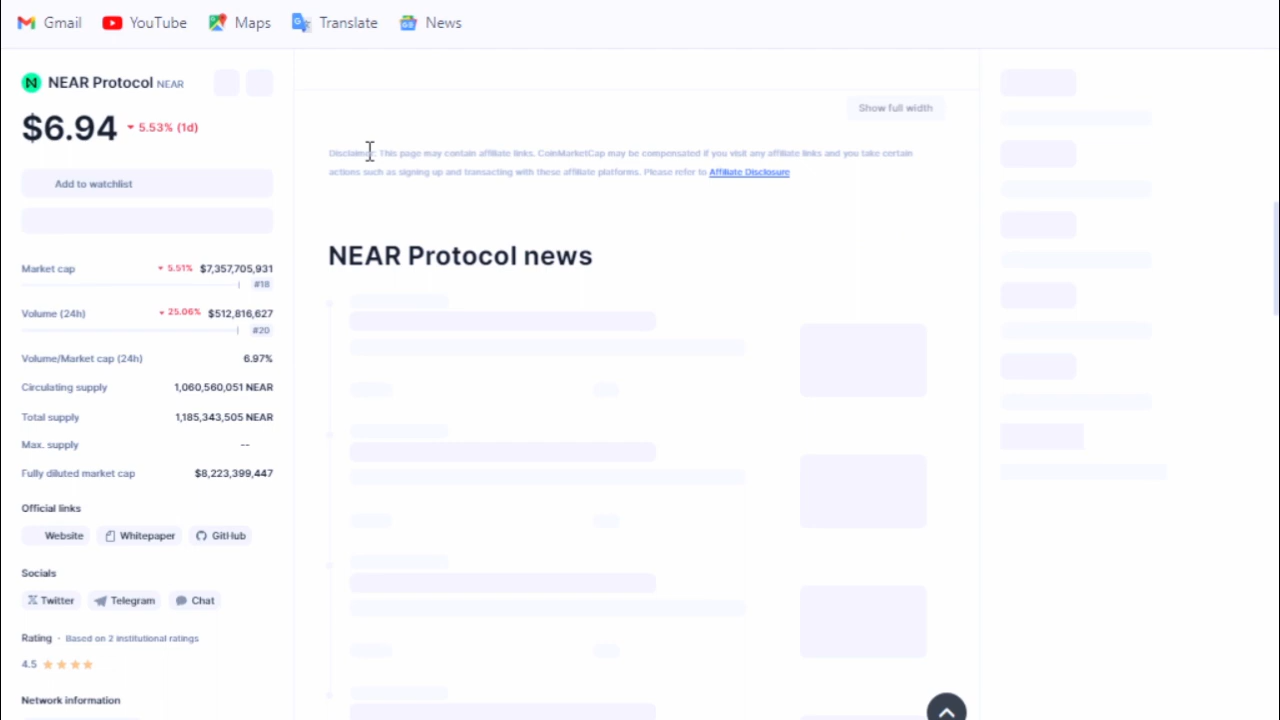 Gmail YouTube Maps Translate News
NEAR Protocol NEAR
$6.94 5.53% (1d)
Add to watchlist
Market cap 5.51% $7,357,705,931
#18
Volume (24h) 25.06% $512,816,627
#20
Volume/Market cap (24h) 6.97%
Circulating supply 1,060,560,051 NEAR
Total supply 1,185,343,505 NEAR
Max. supply --
Fully diluted market cap $8,223,399,447
Official links
Website Whitepaper GitHub
Socials
Twitter Telegram Chat
Rating · Based on 2 institutional ratings
4.5
Network information
Show full width
Disclaimer: This page may contain affiliate links. CoinMarketCap may be compensated if you visit any affiliate links and you take certain
actions such as signing up and transacting with these affiliate platforms. Please refer to Affiliate Disclosure
NEAR Protocol news